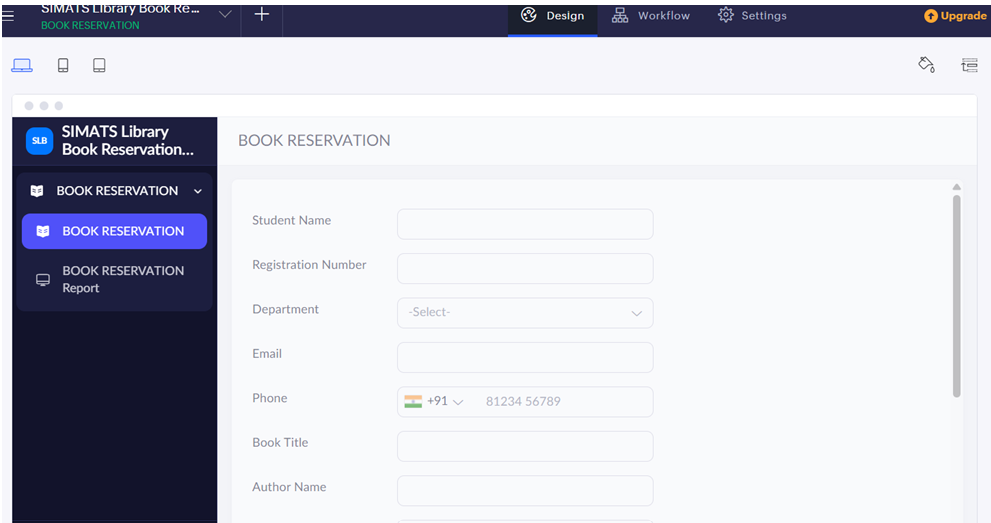 SIMATS Library Book Re...
BOOK RESERVATION
Design
Workflow
Settings
Upgrade
SLB
SIMATS Library
Book Reservation...
BOOK RESERVATION
BOOK RESERVATION
BOOK RESERVATION
Report
BOOK RESERVATION
Student Name
Registration Number
Department
-Select-
Email
Phone
+91
81234 56789
Book Title
Author Name